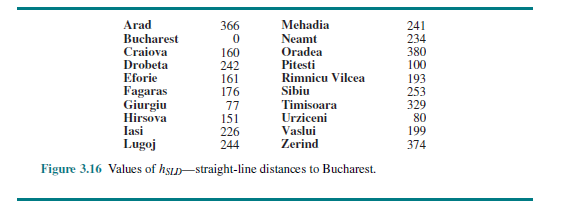 Arad 366 Mehadia 241
Bucharest 0 Neamt 234
Craiova 160 Oradea 380
Drobeta 242 Pitesti 100
Eforie 161 Rimnicu Vilcea 193
Fagaras 176 Sibiu 253
Giurgiu 77 Timisoara 329
Hirsova 151 Urziceni 80
Iasi 226 Vaslui 199
Lugoj 244 Zerind 374
Figure 3.16 Values of hSLD—straight-line distances to Bucharest.